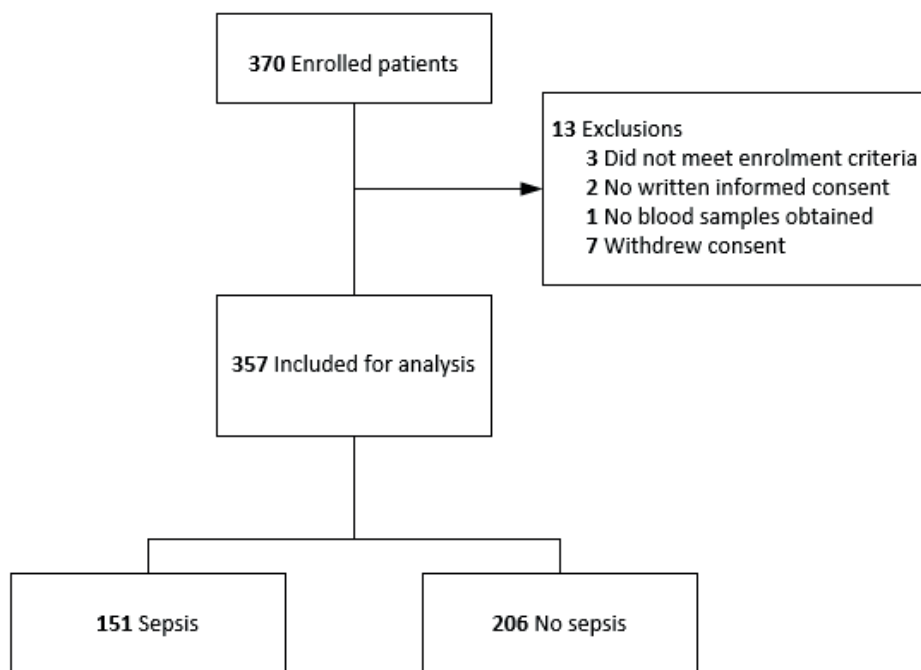 370 Enrolled patients
13 Exclusions
3 Did not meet enrolment criteria
2 No written informed consent
1 No blood samples obtained
7 Withdrew consent
357 Included for analysis
151 Sepsis
206 No sepsis